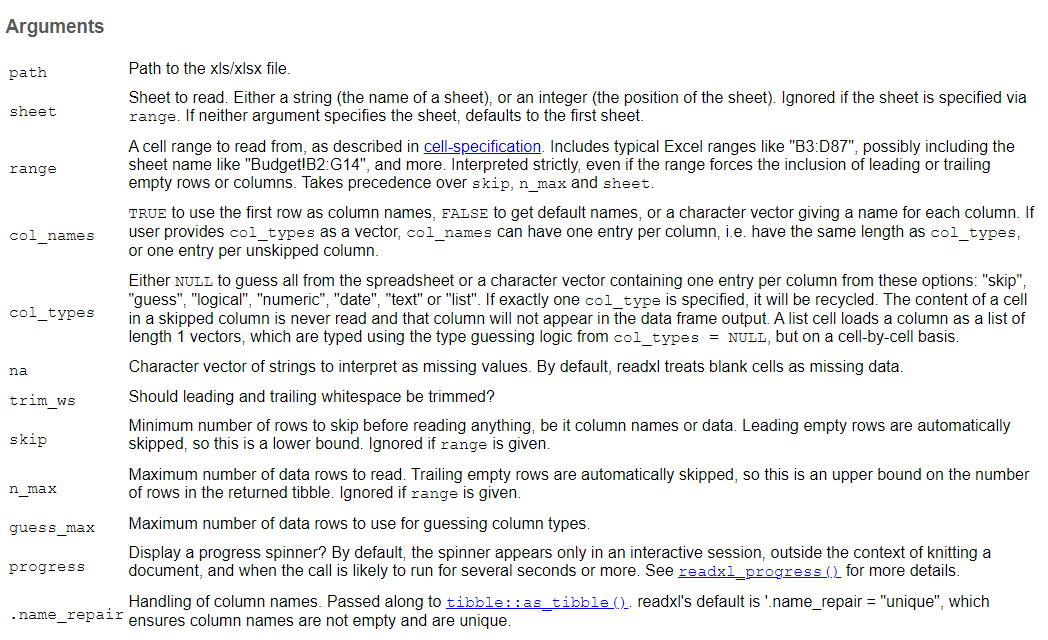 Arguments
path Path to the xls/xlsx file.
sheet Sheet to read. Either a string (the name of a sheet), or an integer (the position of the sheet). Ignored if the sheet is specified via
range. If neither argument specifies the sheet, defaults to the first sheet.
range A cell range to read from, as described in cell-specification. Includes typical Excel ranges like "B3:D87", possibly including the
sheet name like "Budget!B2:G14", and more. Interpreted strictly, even if the range forces the inclusion of leading or trailing
empty rows or columns. Takes precedence over skip, n_max and sheet.
col_names TRUE to use the first row as column names, FALSE to get default names, or a character vector giving a name for each column. If
user provides col_types as a vector, col_names can have one entry per column, i.e. have the same length as col_types,
or one entry per unskipped column.
col_types Either NULL to guess all from the spreadsheet or a character vector containing one entry per column from these options: "skip",
"guess", "logical", "numeric", "date", "text" or "list". If exactly one col_type is specified, it will be recycled. The content of a cell
in a skipped column is never read and that column will not appear in the data frame output. A list cell loads a column as a list of
length 1 vectors, which are typed using the type guessing logic from col_types = NULL, but on a cell-by-cell basis.
na Character vector of strings to interpret as missing values. By default, readxl treats blank cells as missing data.
trim_ws Should leading and trailing whitespace be trimmed?
skip Minimum number of rows to skip before reading anything, be it column names or data. Leading empty rows are automatically
skipped, so this is a lower bound. Ignored if range is given.
n_max Maximum number of data rows to read. Trailing empty rows are automatically skipped, so this is an upper bound on the number
of rows in the returned tibble. Ignored if range is given.
guess_max Maximum number of data rows to use for guessing column types.
progress Display a progress spinner? By default, the spinner appears only in an interactive session, outside the context of knitting a
document, and when the call is likely to run for several seconds or more. See readxl_progress() for more details.
.name_repair Handling of column names. Passed along to tibble::as_tibble(). readxl's default is '.name_repair = "unique", which
ensures column names are not empty and are unique.